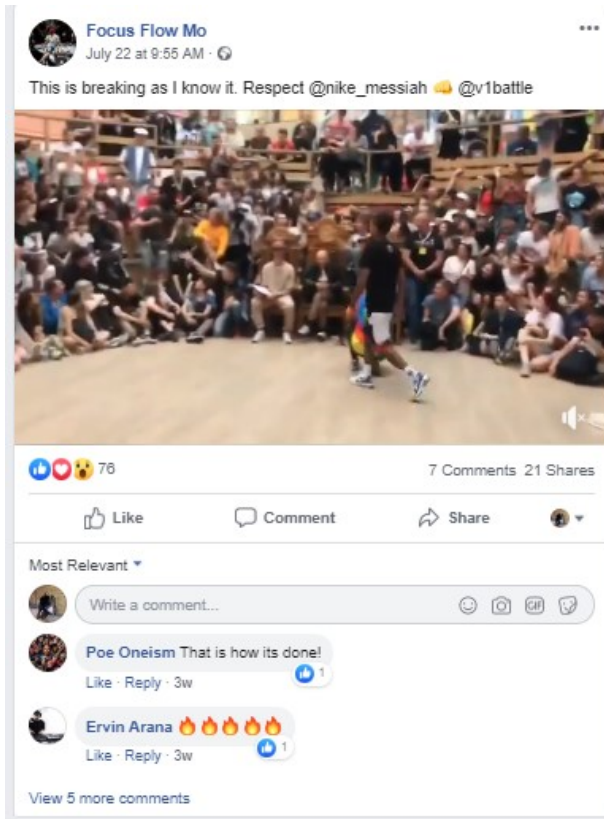 Focus Flow Mo
July 22 at 9:55 AM ·
This is breaking as I know it. Respect @nike_messiah 👊 @v1battle
76
7 Comments 21 Shares
Like Comment Share
Most Relevant
Write a comment...
GIF
Poe Oneism That is how its done!
1
Like · Reply · 3w
Ervin Arana 🔥🔥🔥🔥🔥
1
Like · Reply · 3w
View 5 more comments